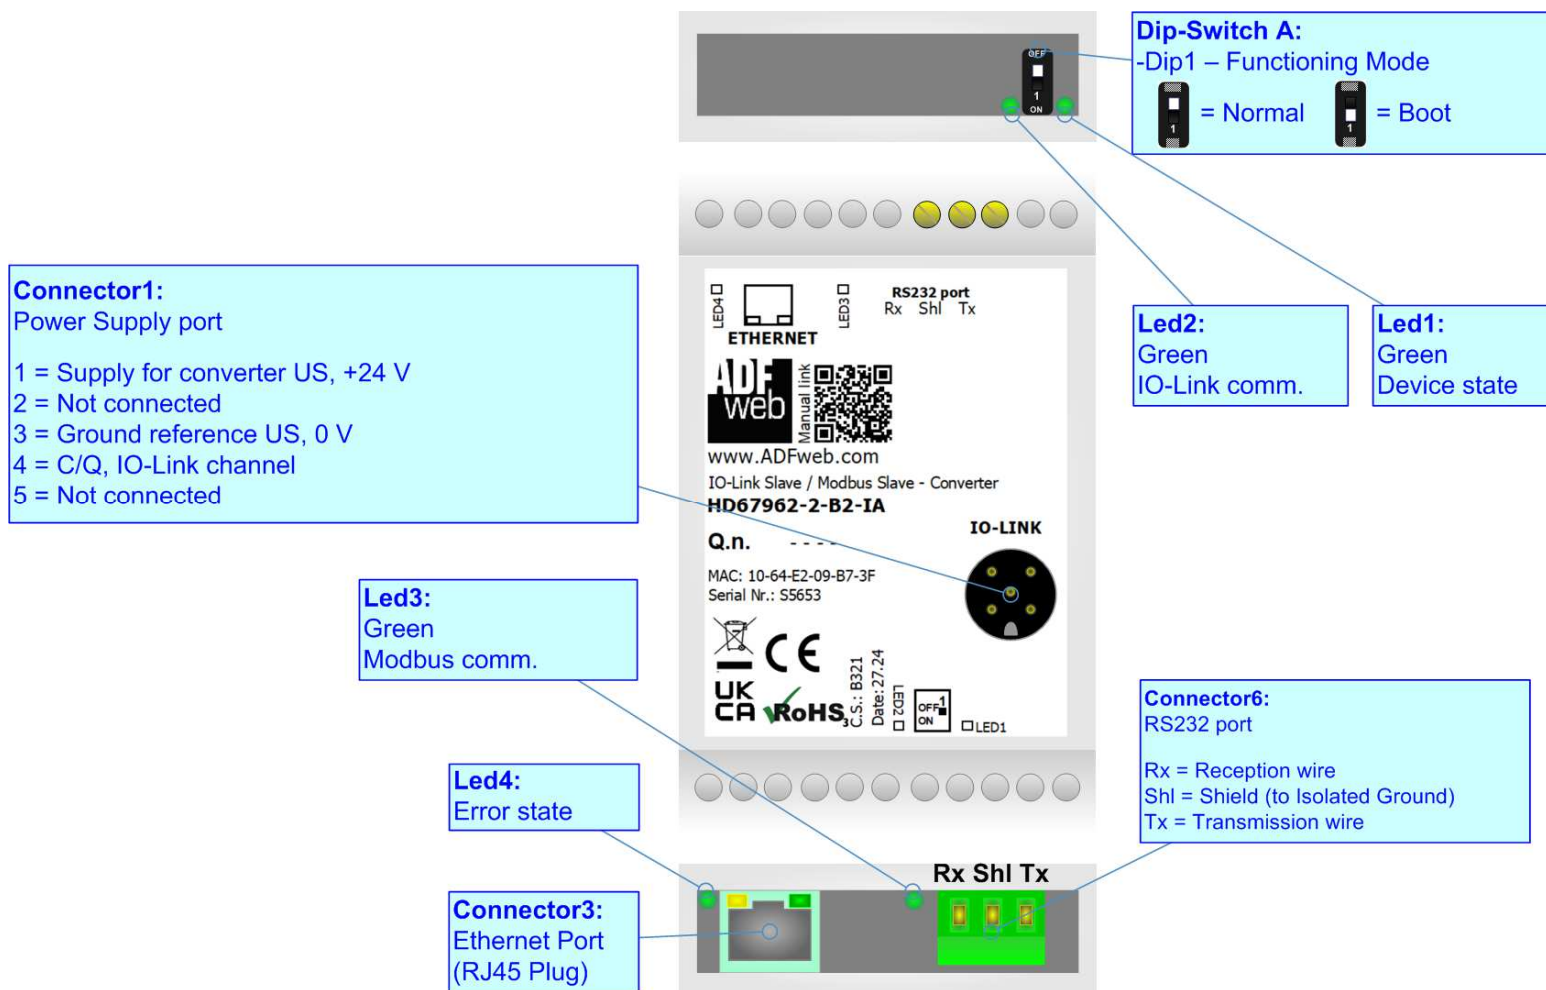 Dip-Switch A:
-Dip1 – Functioning Mode
1 = Normal
1 = Boot
OFF
1
ON
Connector1:
Power Supply port
1 = Supply for converter US, +24 V
2 = Not connected
3 = Ground reference US, 0 V
4 = C/Q, IO-Link channel
5 = Not connected
Led2:
Green
IO-Link comm.
Led1:
Green
Device state
LED4
ETHERNET
LED3
RS232 port
Rx Shl Tx
ADF
web
Manual link
www.ADFweb.com
IO-Link Slave / Modbus Slave - Converter
HD67962-2-B2-IA
Q.n. - - - -
IO-LINK
MAC: 10-64-E2-09-B7-3F
Serial Nr.: S5653
CE
UK
CA
RoHS
3
C.S.: B321
Date: 27.24
LED2
OFF 1
ON
LED1
Led3:
Green
Modbus comm.
Led4:
Error state
Connector3:
Ethernet Port
(RJ45 Plug)
Connector6:
RS232 port
Rx = Reception wire
Shl = Shield (to Isolated Ground)
Tx = Transmission wire
Rx Shl Tx